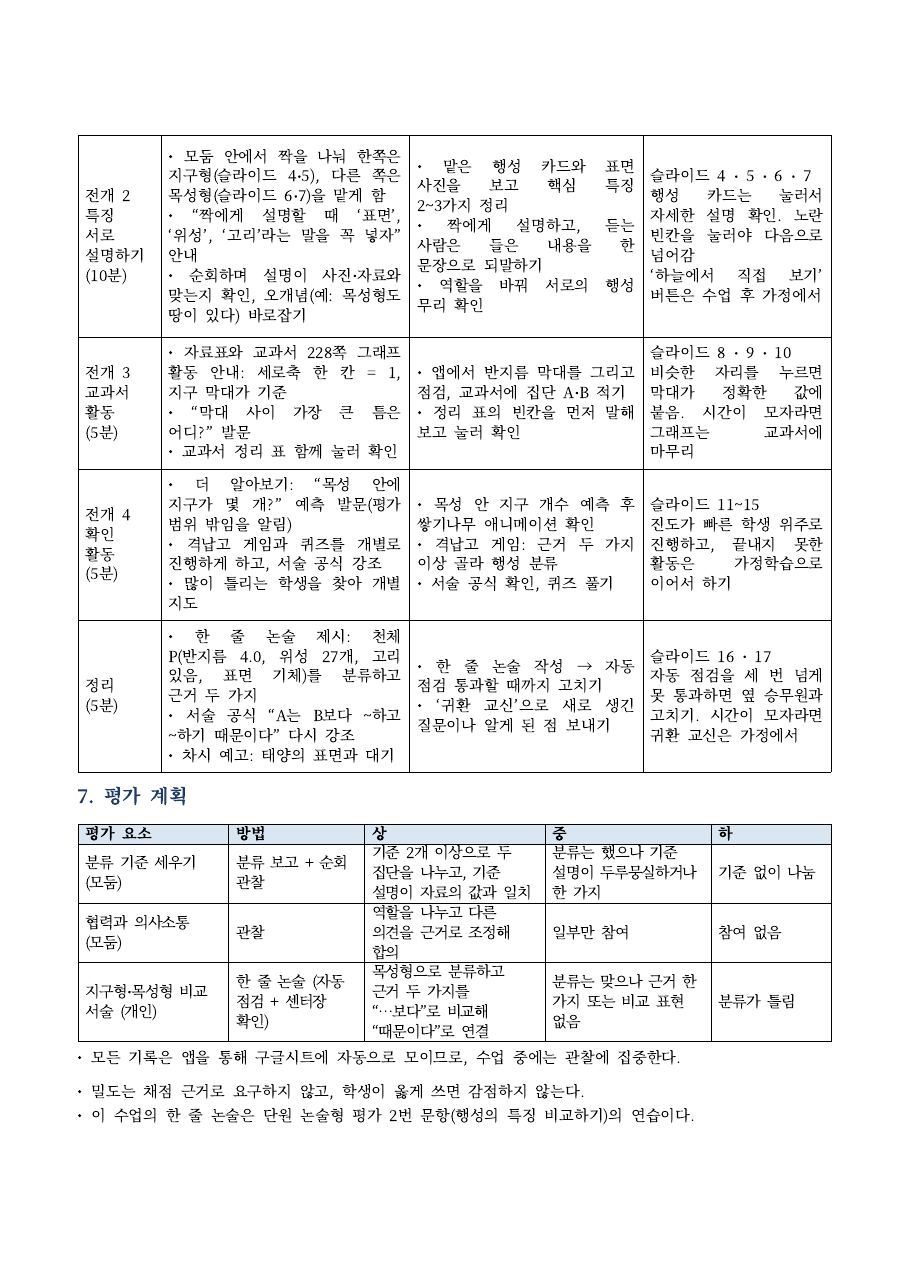 전개 2
특징
서로
설명하기
(10분)
• 모둠 안에서 짝을 나눠 한쪽은
지구형(슬라이드 4·5), 다른 쪽은
목성형(슬라이드 6·7)을 맡게 함
• “짝에게 설명할 때 ‘표면’,
‘위성’, ‘고리’라는 말을 꼭 넣자”
안내
• 순회하며 설명이 사진·자료와
맞는지 확인, 오개념(예: 목성형도
땅이 있다) 바로잡기
• 맡은 행성 카드와 표면
사진을 보고 핵심 특징
2~3가지 정리
• 짝에게 설명하고, 듣는
사람은 들은 내용을 한
문장으로 되말하기
• 역할을 바꿔 서로의 행성
무리 확인
슬라이드 4 · 5 · 6 · 7
행성 카드는 눌러서
자세한 설명 확인. 노란
빈칸을 눌러야 다음으로
넘어감
‘하늘에서 직접 보기’
버튼은 수업 후 가정에서
전개 3
교과서
활동
(5분)
• 자료표와 교과서 228쪽 그래프
활동 안내: 세로축 한 칸 = 1,
지구 막대가 기준
• “막대 사이 가장 큰 틈은
어디?” 발문
• 교과서 정리 표 함께 눌러 확인
• 앱에서 반지름 막대를 그리고
점검, 교과서에 집단 A·B 적기
• 정리 표의 빈칸을 먼저 말해
보고 눌러 확인
슬라이드 8 · 9 · 10
비슷한 자리를 누르면
막대가 정확한 값에
붙음. 시간이 모자라면
그래프는 교과서에
마무리
전개 4
확인
활동
(5분)
• 더 알아보기: “목성 안에
지구가 몇 개?” 예측 발문(평가
범위 밖임을 알림)
• 격납고 게임과 퀴즈를 개별로
진행하게 하고, 서술 공식 강조
• 많이 틀리는 학생을 찾아 개별
지도
• 목성 안 지구 개수 예측 후
쌓기나무 애니메이션 확인
• 격납고 게임: 근거 두 가지
이상 골라 행성 분류
• 서술 공식 확인, 퀴즈 풀기
슬라이드 11~15
진도가 빠른 학생 위주로
진행하고, 끝내지 못한
활동은 가정학습으로
이어서 하기
정리
(5분)
• 한 줄 논술 제시: 천체
P(반지름 4.0, 위성 27개, 고리
있음, 표면 기체)를 분류하고
근거 두 가지
• 서술 공식 “A는 B보다 ~하고
~하기 때문이다” 다시 강조
• 차시 예고: 태양의 표면과 대기
• 한 줄 논술 작성 → 자동
점검 통과할 때까지 고치기
• ‘귀환 교신’으로 새로 생긴
질문이나 알게 된 점 보내기
슬라이드 16 · 17
자동 점검을 세 번 넘게
못 통과하면 옆 승무원과
고치기. 시간이 모자라면
귀환 교신은 가정에서
7. 평가 계획
평가 요소
방법
상
중
하
분류 기준 세우기
(모둠)
분류 보고 + 순회
관찰
기준 2개 이상으로 두
집단을 나누고, 기준
설명이 자료의 값과 일치
분류는 했으나 기준
설명이 두루뭉실하거나
한 가지
기준 없이 나눔
협력과 의사소통
(모둠)
관찰
역할을 나누고 다른
의견을 근거로 조정해
합의
일부만 참여
참여 없음
지구형·목성형 비교
서술 (개인)
한 줄 논술 (자동
점검 + 센터장
확인)
목성형으로 분류하고
근거 두 가지를
“…보다”로 비교해
“때문이다”로 연결
분류는 맞으나 근거 한
가지 또는 비교 표현
없음
분류가 틀림
• 모든 기록은 앱을 통해 구글시트에 자동으로 모이므로, 수업 중에는 관찰에 집중한다.
• 밀도는 채점 근거로 요구하지 않고, 학생이 옳게 쓰면 감점하지 않는다.
• 이 수업의 한 줄 논술은 단원 논술형 평가 2번 문항(행성의 특징 비교하기)의 연습이다.